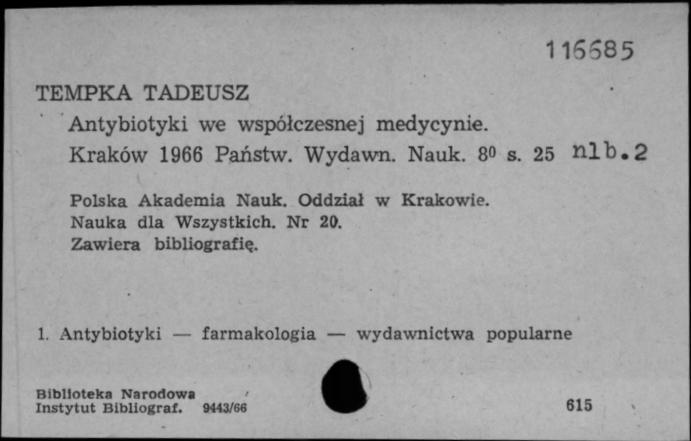 116685
TEMPKA TADEUSZ
Antybiotyki we współczesnej medycynie.
Kraków 1966 Państw. Wydawn. Nauk. 8⁰ s. 25 nlb.2
Polska Akademia Nauk. Oddział w Krakowie.
Nauka dla Wszystkich. Nr 20.
Zawiera bibliografię.
1. Antybiotyki — farmakologia — wydawnictwa popularne
Biblioteka Narodowa
Instytut Bibliograf. 9443/66 615